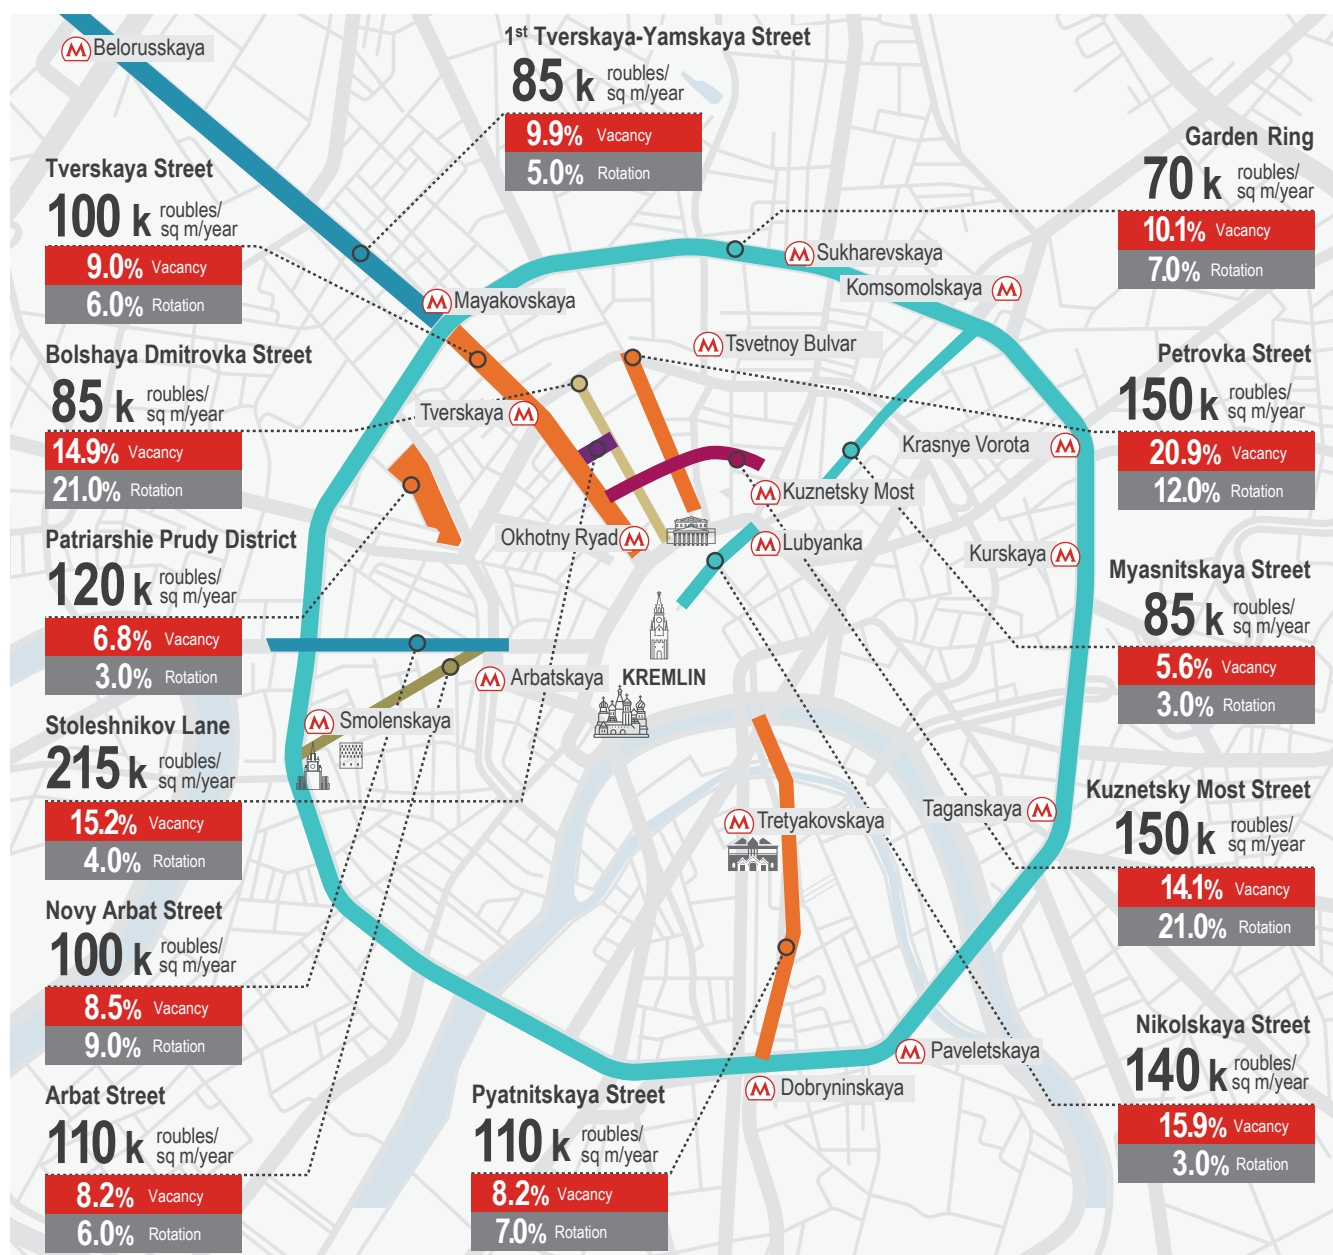 Belorusskaya
1st Tverskaya-Yamskaya Street
85 k roubles/
sq m/year
9.9% Vacancy
5.0% Rotation
Garden Ring
70 k roubles/
sq m/year
10.1% Vacancy
7.0% Rotation
Tverskaya Street
100 k roubles/
sq m/year
9.0% Vacancy
6.0% Rotation
Sukharevskaya
Komsomolskaya
Mayakovskaya
Tsvetnoy Bulvar
Bolshaya Dmitrovka Street
85 k roubles/
sq m/year
14.9% Vacancy
21.0% Rotation
Petrovka Street
150 k roubles/
sq m/year
20.9% Vacancy
12.0% Rotation
Tverskaya
Krasnye Vorota
Kuznetsky Most
Okhotny Ryad
Lubyanka
Kurskaya
Patriarshie Prudy District
120 k roubles/
sq m/year
6.8% Vacancy
3.0% Rotation
Myasnitskaya Street
85 k roubles/
sq m/year
5.6% Vacancy
3.0% Rotation
Arbatskaya
KREMLIN
Smolenskaya
Stoleshnikov Lane
215 k roubles/
sq m/year
15.2% Vacancy
4.0% Rotation
Kuznetsky Most Street
150 k roubles/
sq m/year
14.1% Vacancy
21.0% Rotation
Taganskaya
Tretyakovskaya
Novy Arbat Street
100 k roubles/
sq m/year
8.5% Vacancy
9.0% Rotation
Nikolskaya Street
140 k roubles/
sq m/year
15.9% Vacancy
3.0% Rotation
Paveletskaya
Dobryninskaya
Arbat Street
110 k roubles/
sq m/year
8.2% Vacancy
6.0% Rotation
Pyatnitskaya Street
110 k roubles/
sq m/year
8.2% Vacancy
7.0% Rotation